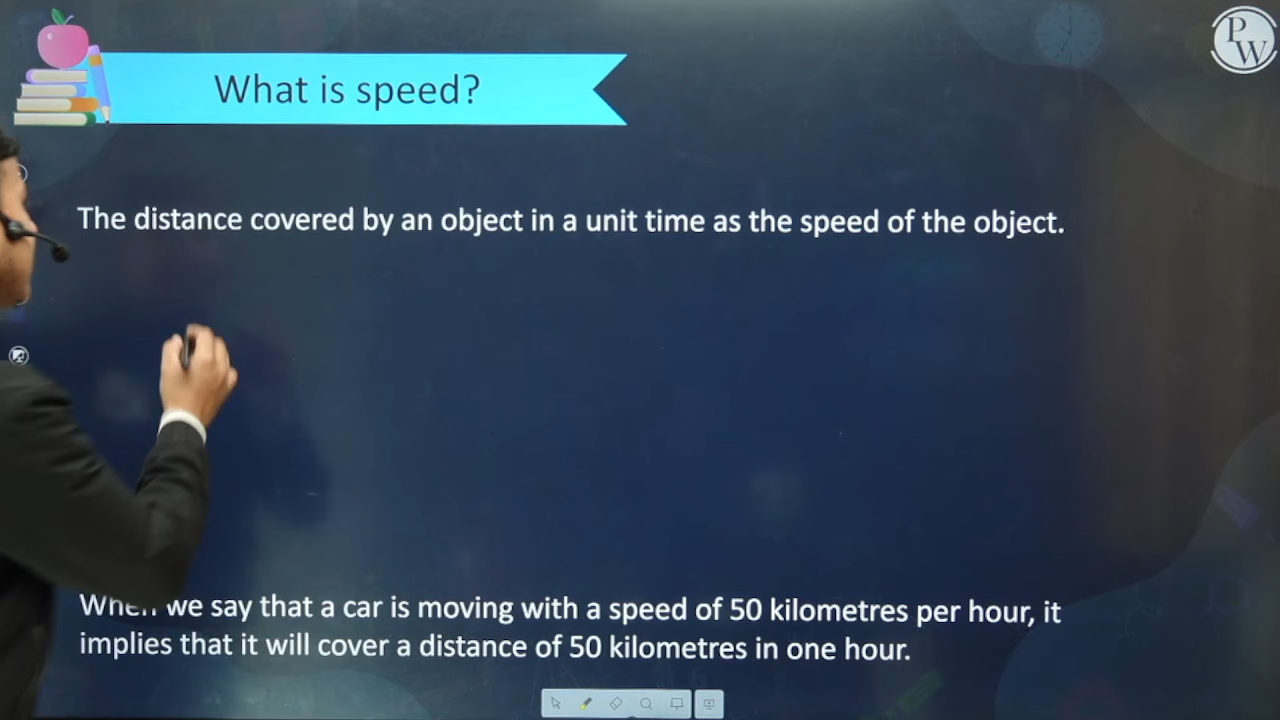 What is speed?
PW
The distance covered by an object in a unit time as the speed of the object.
When we say that a car is moving with a speed of 50 kilometres per hour, it
implies that it will cover a distance of 50 kilometres in one hour.